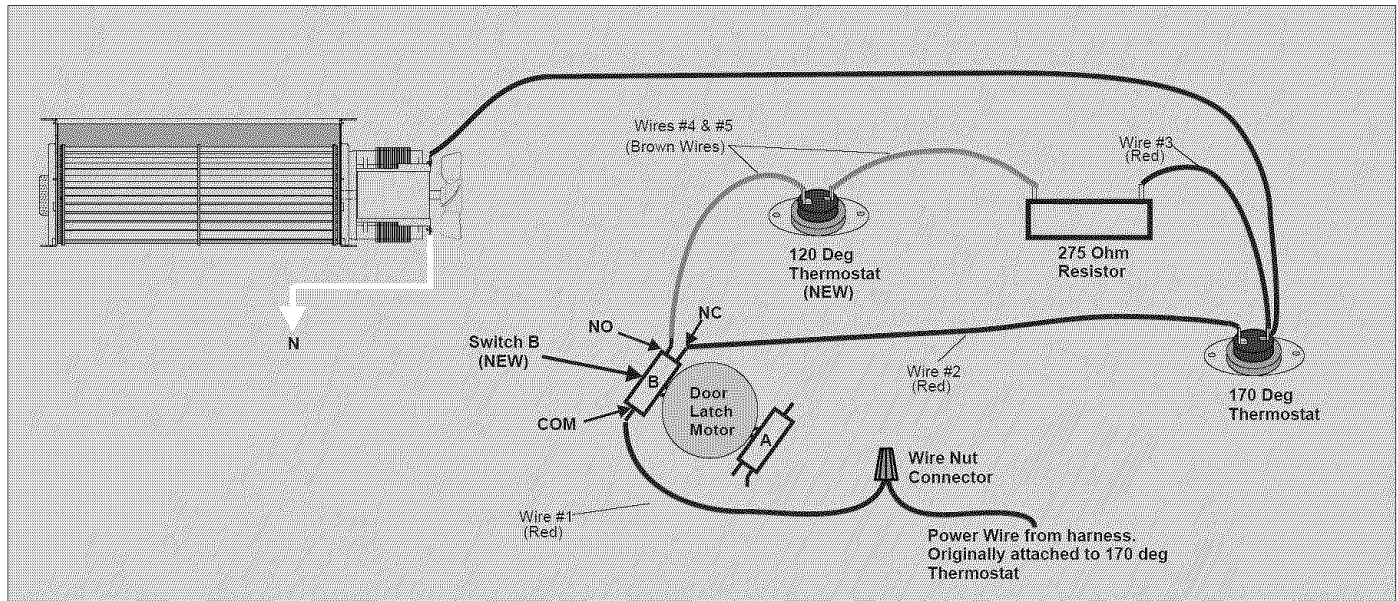 Wires #4 & #5
(Brown Wires)
Wire #3
(Red)
120 Deg
Thermostat
(NEW)
275 Ohm
Resistor
N
NO
NC
Switch B
(NEW)
B
COM
Door
Latch
Motor
A
Wire #2
(Red)
170 Deg
Thermostat
Wire Nut
Connector
Wire #1
(Red)
Power Wire from harness.
Originally attached to 170 deg
Thermostat